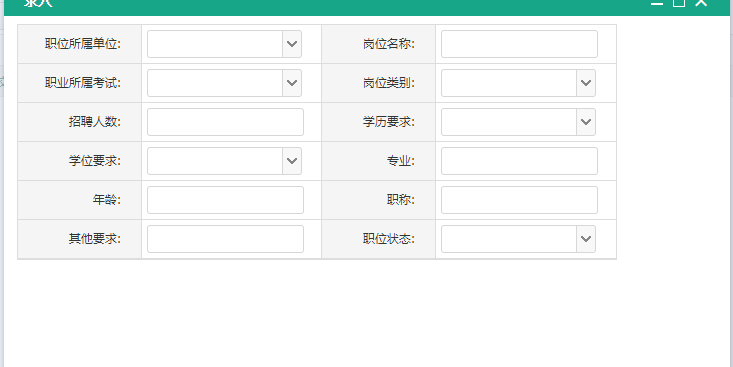 录入
职位所属单位: 岗位名称:
职业所属考试: 岗位类别:
招聘人数: 学历要求:
学位要求: 专业:
年龄: 职称:
其他要求: 职位状态: